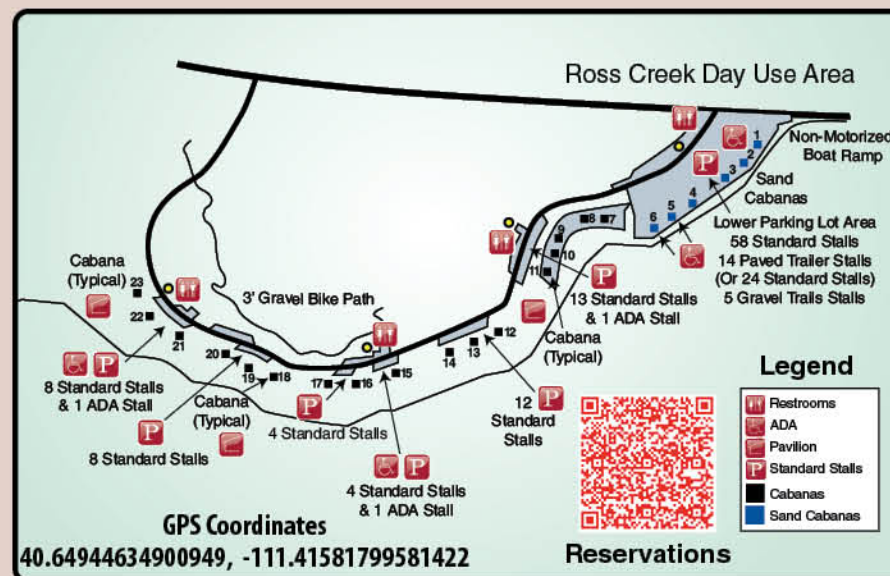 Ross Creek Day Use Area
Non-Motorized
Boat Ramp
1
2
3
4
5
6
Sand
Cabanas
P
Lower Parking Lot Area
58 Standard Stalls
14 Paved Trailer Stalls
(Or 24 Standard Stalls)
5 Gravel Trails Stalls
8
7
9
10
11
P
13 Standard Stalls
& 1 ADA Stall
Cabana
(Typical)
12
13
14
12 P
Standard
Stalls
3' Gravel Bike Path
15
16
17
P
4 Standard Stalls
P
4 Standard Stalls
& 1 ADA Stall
18
19
20
Cabana
(Typical)
P
8 Standard Stalls
Cabana
(Typical)
23
22
21
P
8 Standard Stalls
& 1 ADA Stall
GPS Coordinates
40.64944634900949, -111.41581799581422
Reservations
Legend
Restrooms
ADA
Pavilion
P Standard Stalls
Cabanas
Sand Cabanas